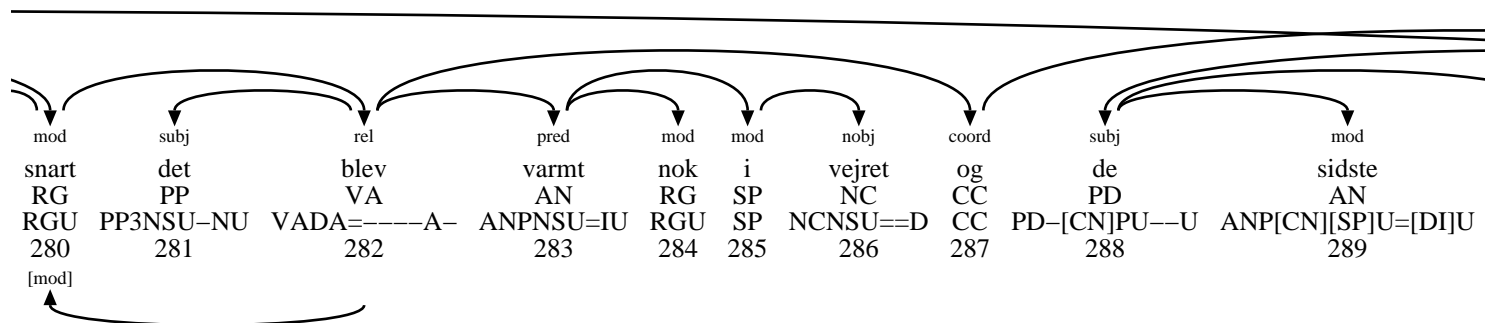 mod subj rel pred mod mod nobj coord subj mod
snart det blev varmt nok i vejret og de sidste
RG PP VA AN RG SP NC CC PD AN
RGU PP3NSU−NU VADA=−−−−A− ANPNSU=IU RGU SP NCNSU==D CC PD−[CN]PU−−U ANP[CN][SP]U=[DI]U
280 281 282 283 284 285 286 287 288 289
[mod]